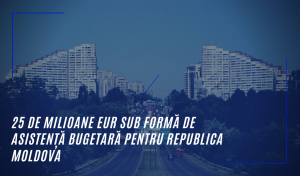 25 DE MILIOANE EUR SUB FORMĂ DE
ASISTENȚĂ BUGETARĂ PENTRU REPUBLICA
MOLDOVA